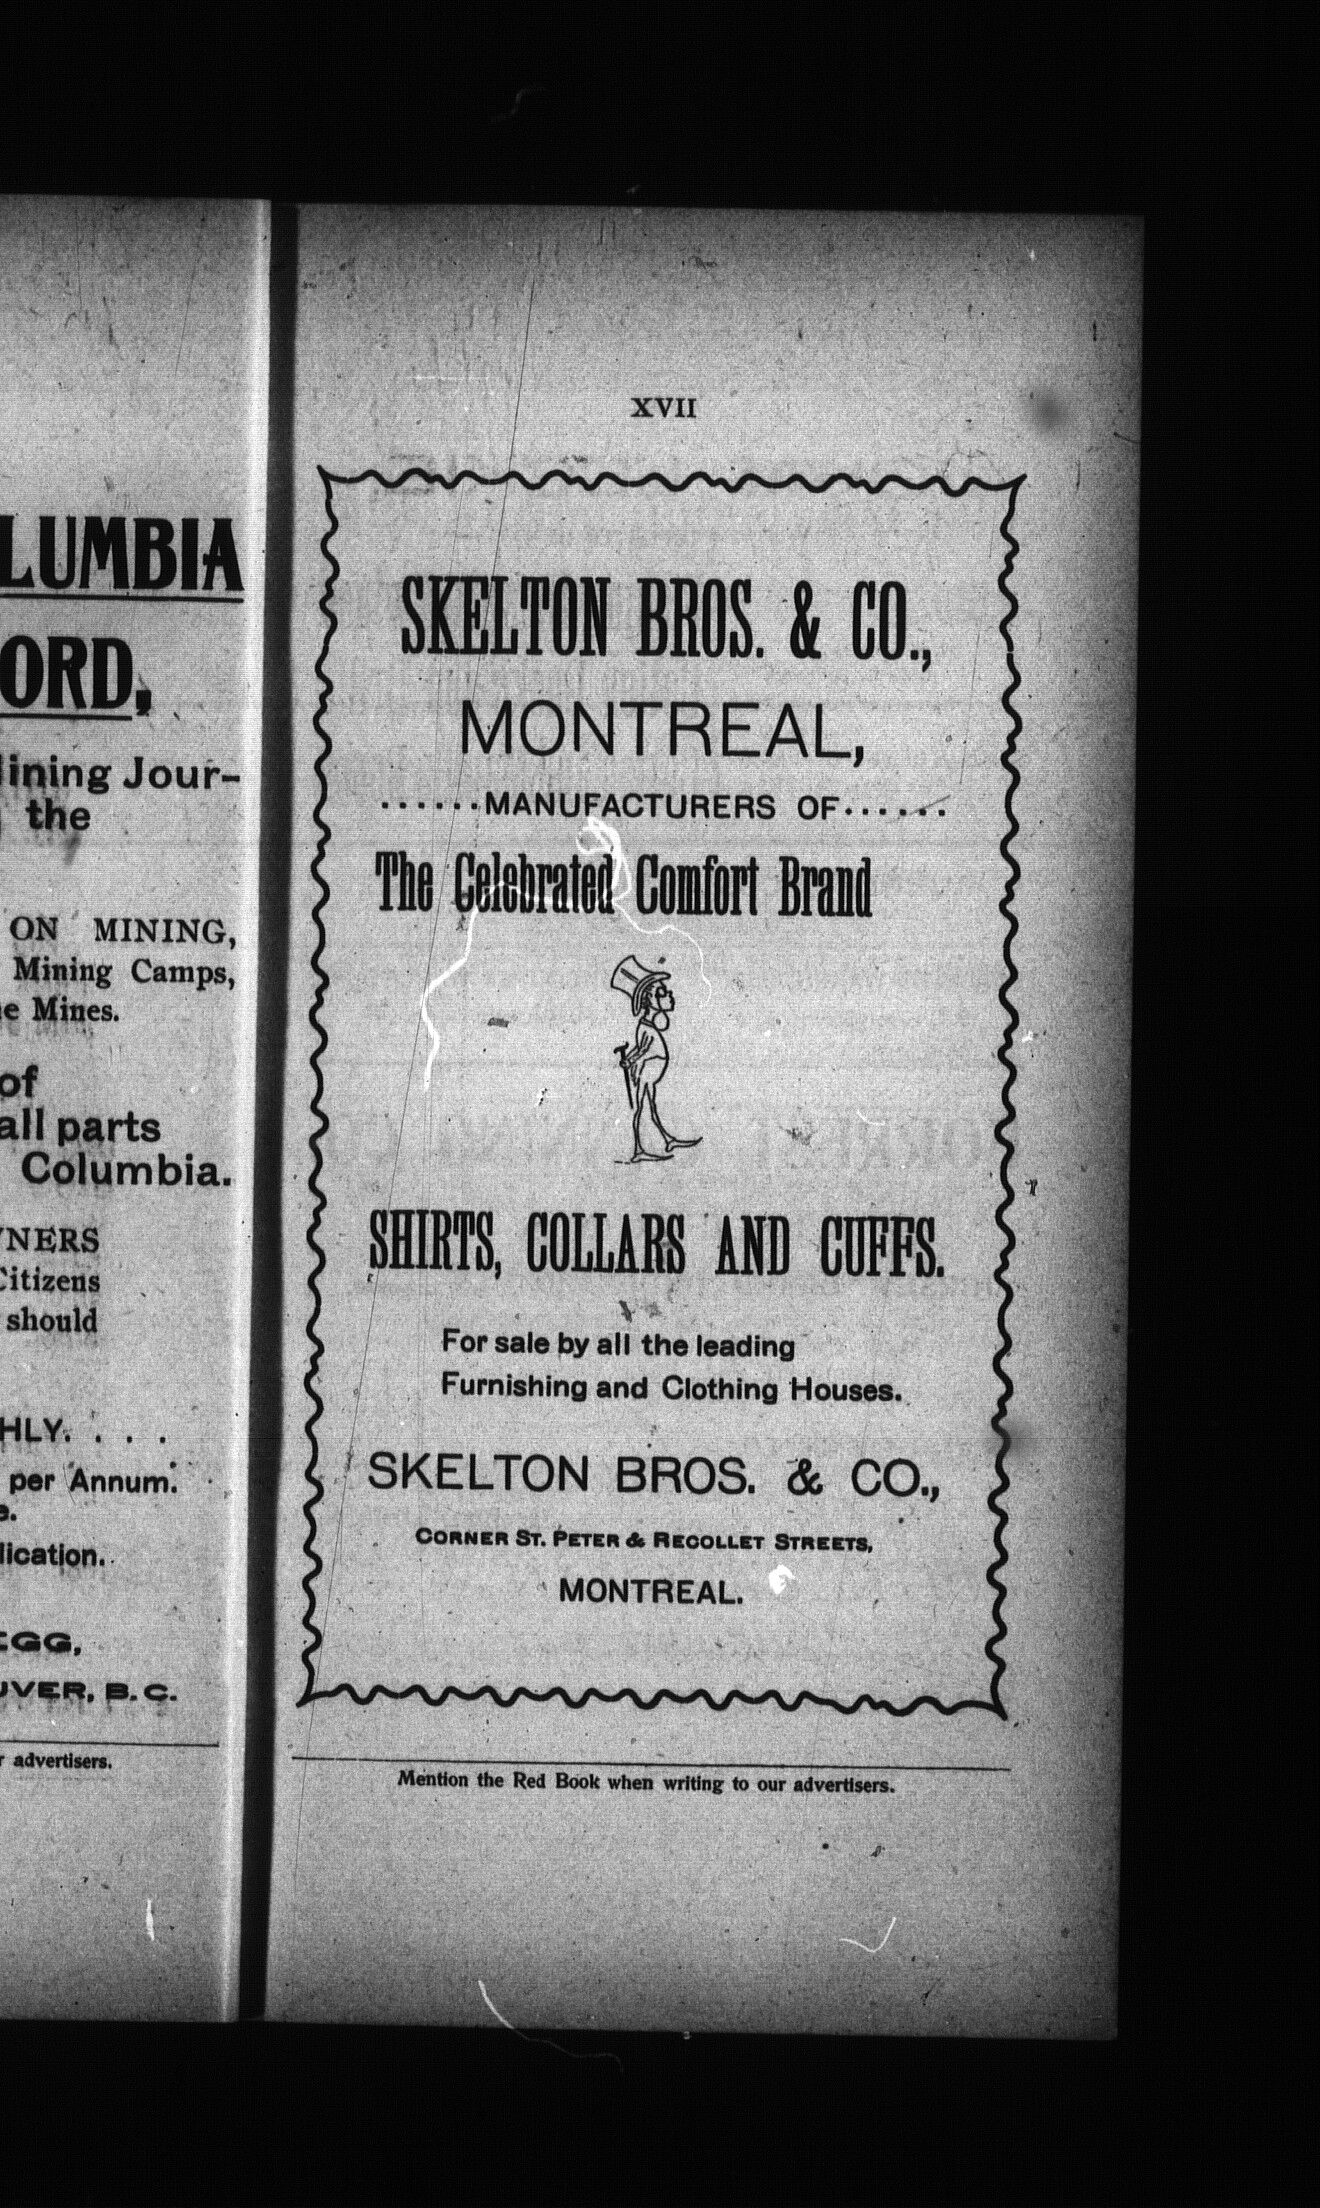 LUMBIA
ORD,
ining Jour-
the
ON MINING,
Mining Camps,
e Mines.
of
all parts
Columbia.
NERS
Citizens
should
HLY. . . .
per Annum.
e.
lication.
GG,
UVER, B.C.
r advertisers.
XVII
SKELTON BROS. & CO.,
MONTREAL,
......MANUFACTURERS OF......
The Celebrated Comfort Brand
SHIRTS, COLLARS AND CUFFS.
For sale by all the leading
Furnishing and Clothing Houses.
SKELTON BROS. & CO.,
CORNER ST. PETER & RECOLLET STREETS,
MONTREAL.
Mention the Red Book when writing to our advertisers.